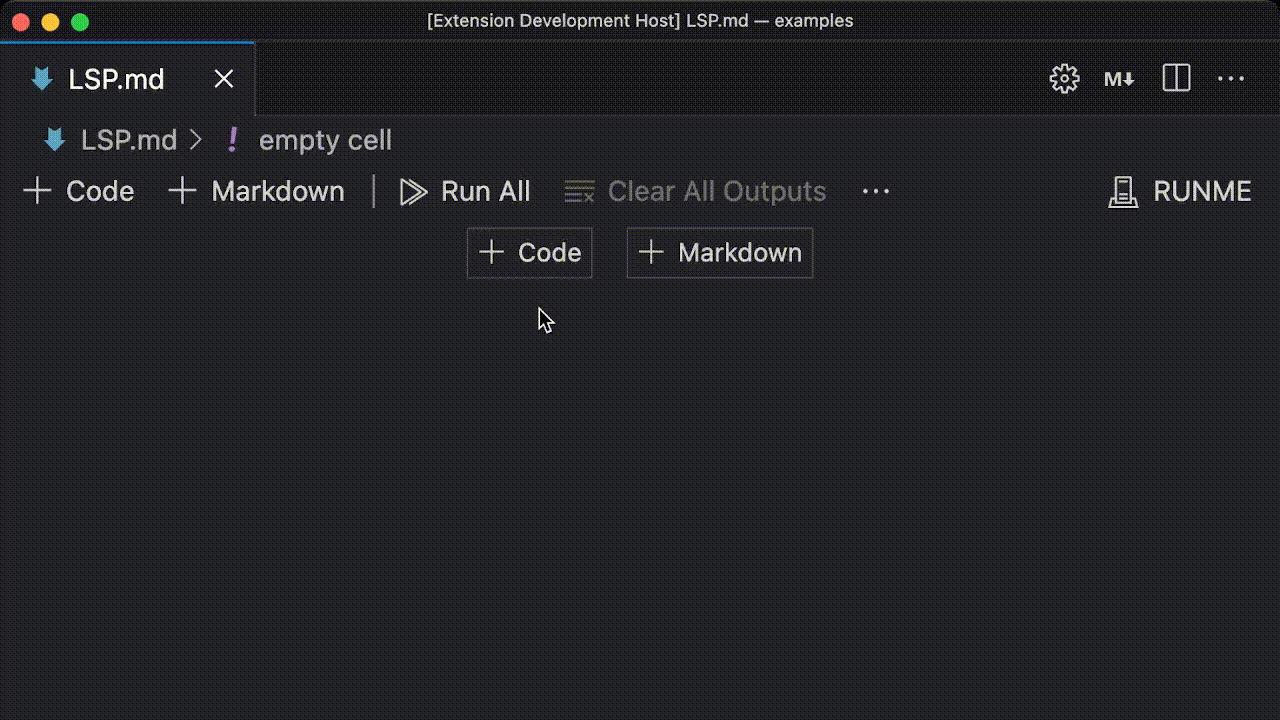 [Extension Development Host] LSP.md — examples
LSP.md M
LSP.md > ! empty cell
+ Code + Markdown | Run All Clear All Outputs ... RUNME
+ Code + Markdown